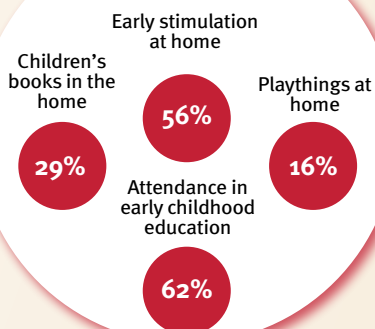 Early stimulation
at home
56%
Children's
books in the
home
29%
Playthings at
home
16%
Attendance in
early childhood
education
62%